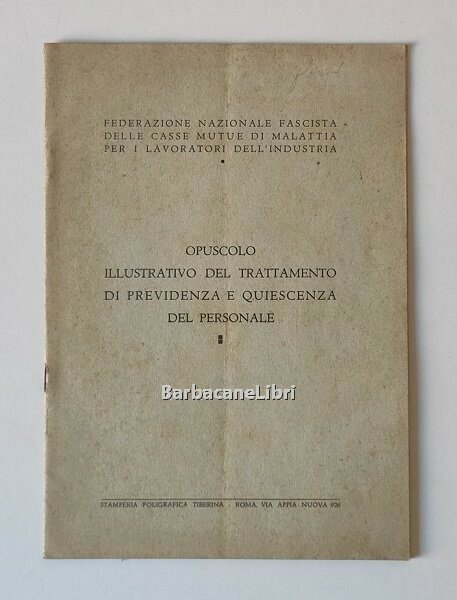 FEDERAZIONE NAZIONALE FASCISTA
DELLE CASSE MUTUE DI MALATTIA
PER I LAVORATORI DELL'INDUSTRIA
OPUSCOLO
ILLUSTRATIVO DEL TRATTAMENTO
DI PREVIDENZA E QUIESCENZA
DEL PERSONALE
BarbacaneLibri
STAMPERIA POLIGRAFICA TIBERINA - ROMA, VIA APPIA NUOVA 926